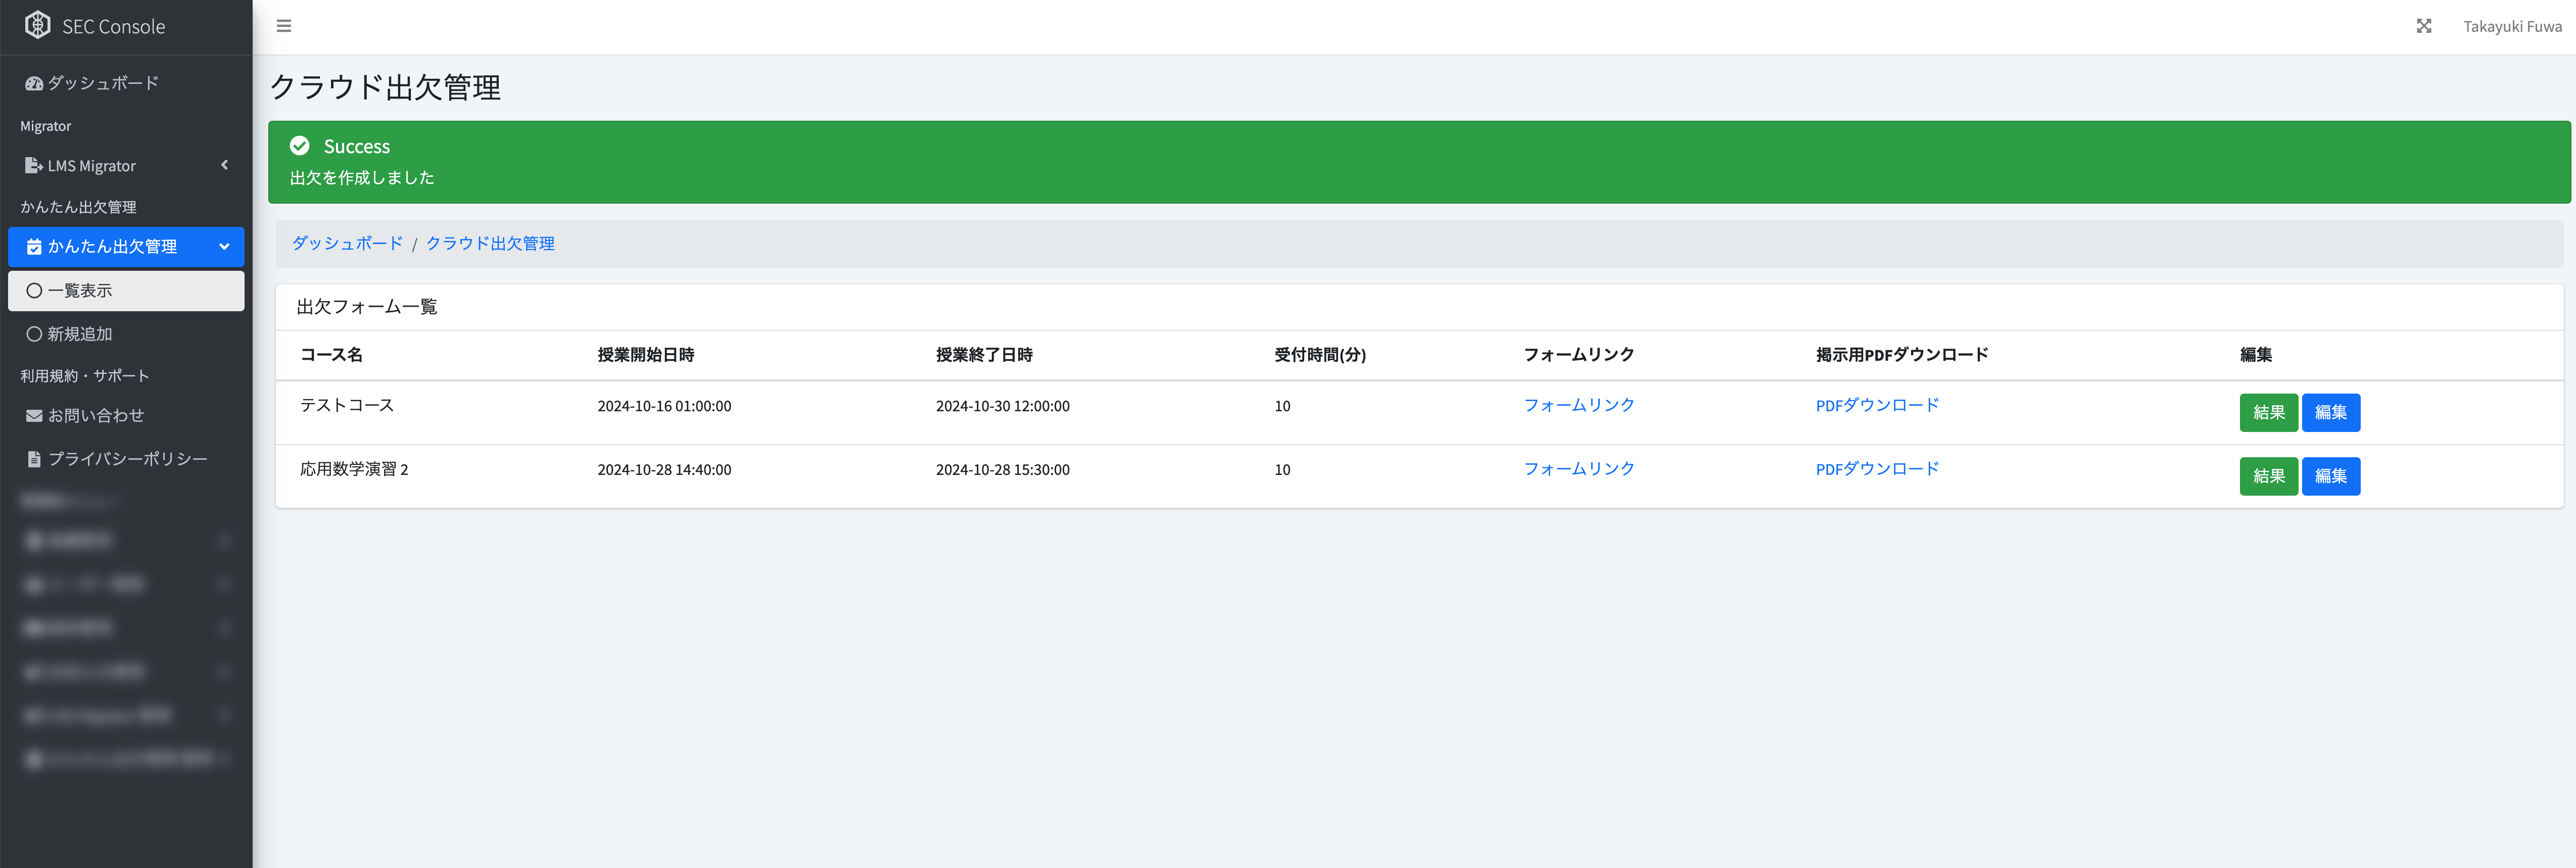 SEC Console
Takayuki Fuwa
ダッシュボード
Migrator
LMS Migrator
かんたん出欠管理
かんたん出欠管理
一覧表示
新規追加
利用規約・サポート
お問い合わせ
プライバシーポリシー
クラウド出欠管理
Success
出欠を作成しました
ダッシュボード / クラウド出欠管理
出欠フォーム一覧
コース名 授業開始日時 授業終了日時 受付時間(分) フォームリンク 掲示用PDFダウンロード 編集
テストコース 2024-10-16 01:00:00 2024-10-30 12:00:00 10 フォームリンク PDFダウンロード 結果 編集
応用数学演習 2 2024-10-28 14:40:00 2024-10-28 15:30:00 10 フォームリンク PDFダウンロード 結果 編集